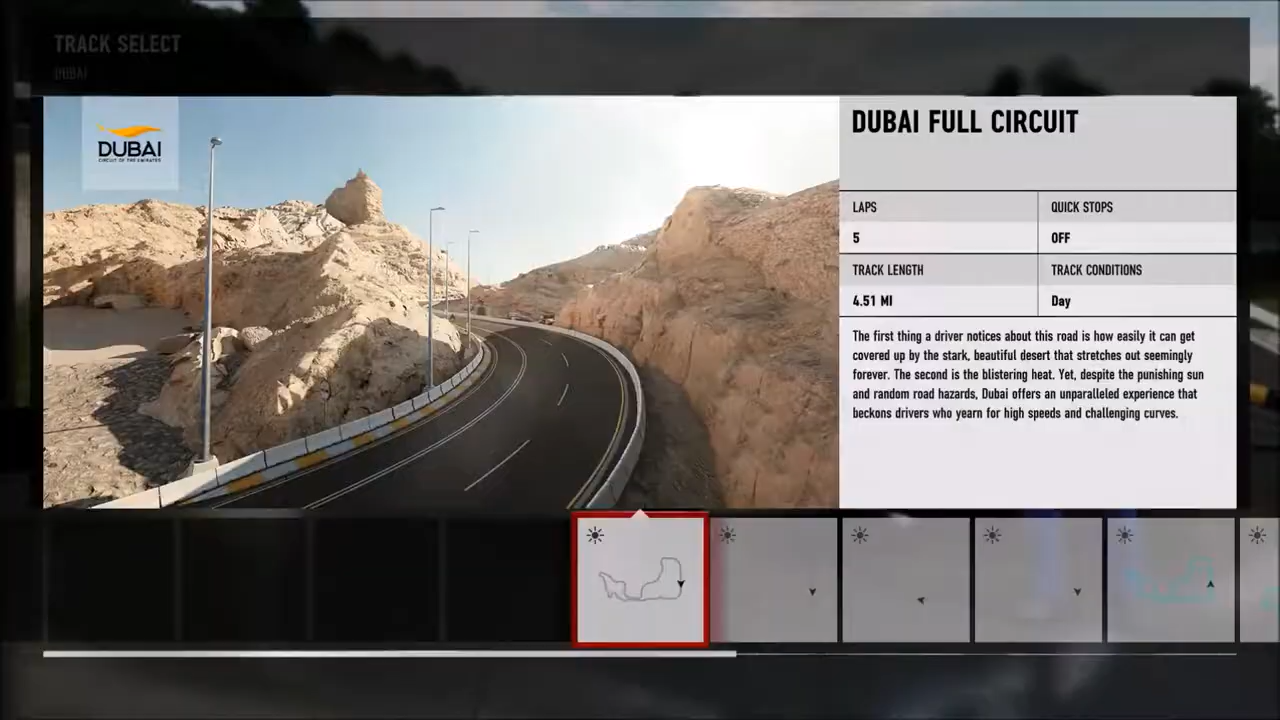 TRACK SELECT
DUBAI
DUBAI
CIRCUIT OF THE EMIRATES
DUBAI FULL CIRCUIT
LAPS
QUICK STOPS
5
OFF
TRACK LENGTH
TRACK CONDITIONS
4.51 MI
Day
The first thing a driver notices about this road is how easily it can get
covered up by the stark, beautiful desert that stretches out seemingly
forever. The second is the blistering heat. Yet, despite the punishing sun
and random road hazards, Dubai offers an unparalleled experience that
beckons drivers who yearn for high speeds and challenging curves.